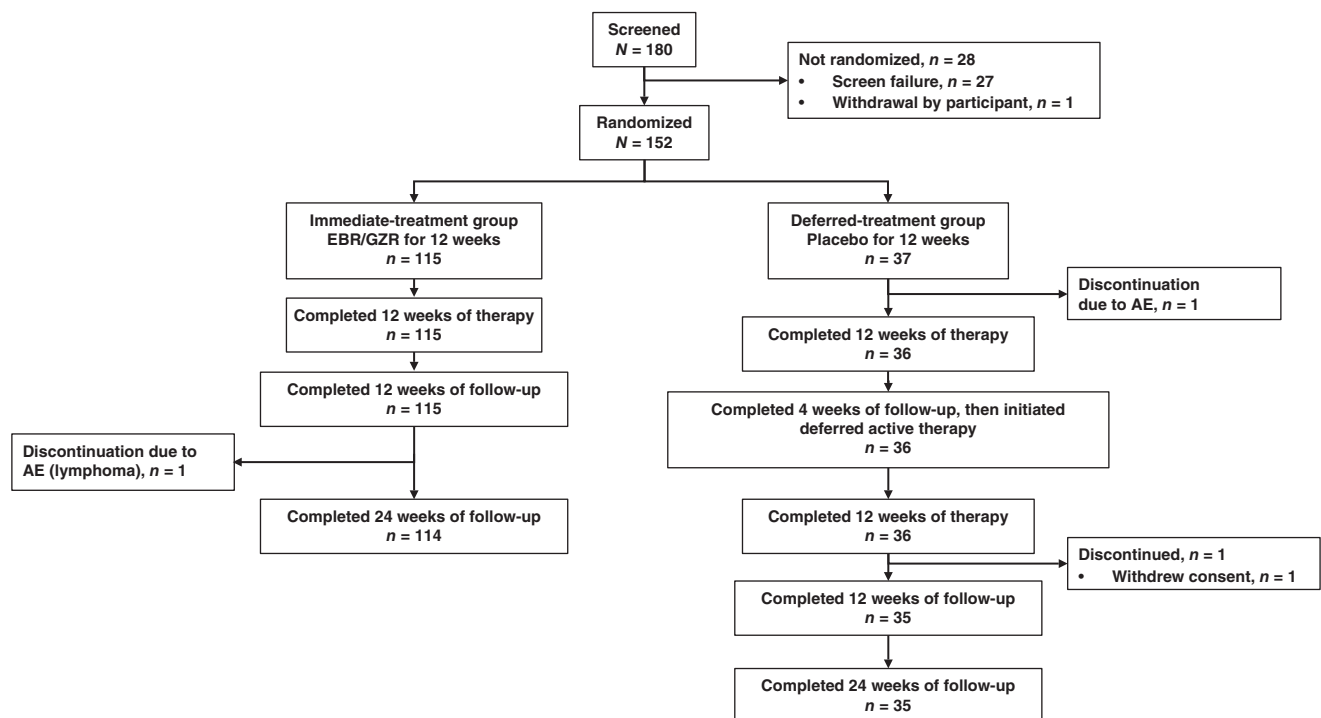 Screened
N = 180
Not randomized, n = 28
• Screen failure, n = 27
• Withdrawal by participant, n = 1
Randomized
N = 152
Immediate-treatment group
EBR/GZR for 12 weeks
n = 115
Deferred-treatment group
Placebo for 12 weeks
n = 37
Discontinuation
due to AE, n = 1
Completed 12 weeks of therapy
n = 115
Completed 12 weeks of therapy
n = 36
Completed 12 weeks of follow-up
n = 115
Completed 4 weeks of follow-up, then initiated
deferred active therapy
n = 36
Discontinuation due to
AE (lymphoma), n = 1
Completed 24 weeks of follow-up
n = 114
Completed 12 weeks of therapy
n = 36
Discontinued, n = 1
• Withdrew consent, n = 1
Completed 12 weeks of follow-up
n = 35
Completed 24 weeks of follow-up
n = 35